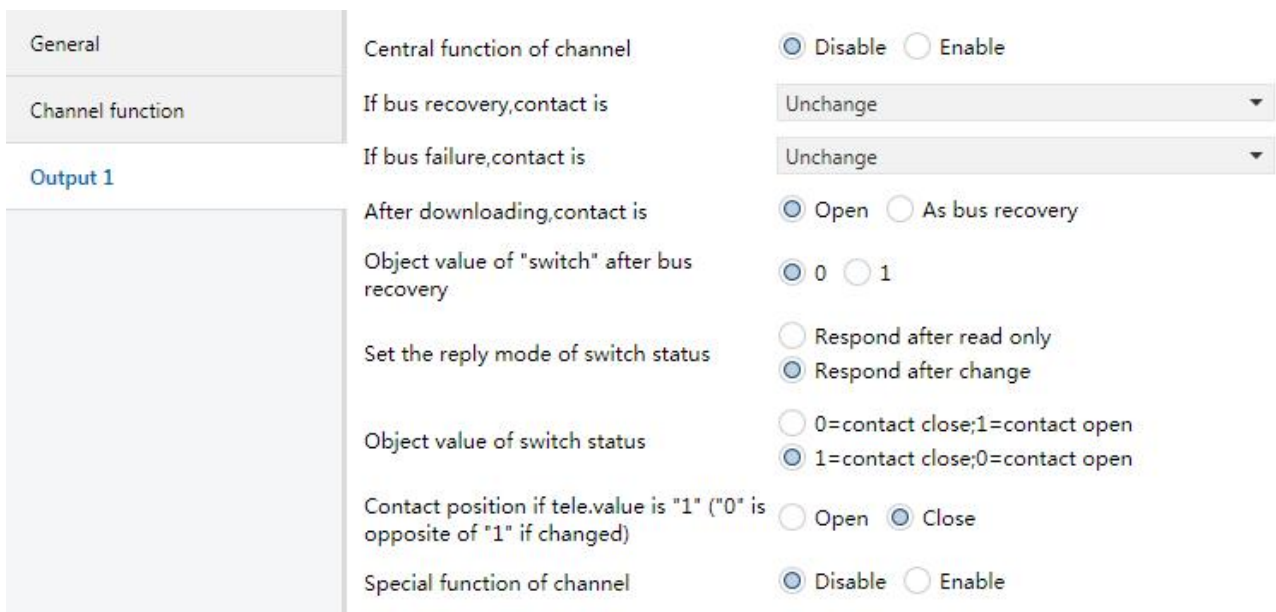 General
Channel function
Output 1
Central function of channel
Disable Enable
If bus recovery,contact is
Unchange
If bus failure,contact is
Unchange
After downloading,contact is
Open As bus recovery
Object value of "switch" after bus
recovery
0 1
Set the reply mode of switch status
Respond after read only
Respond after change
Object value of switch status
0=contact close;1=contact open
1=contact close;0=contact open
Contact position if tele.value is "1" ("0" is
opposite of "1" if changed)
Open Close
Special function of channel
Disable Enable